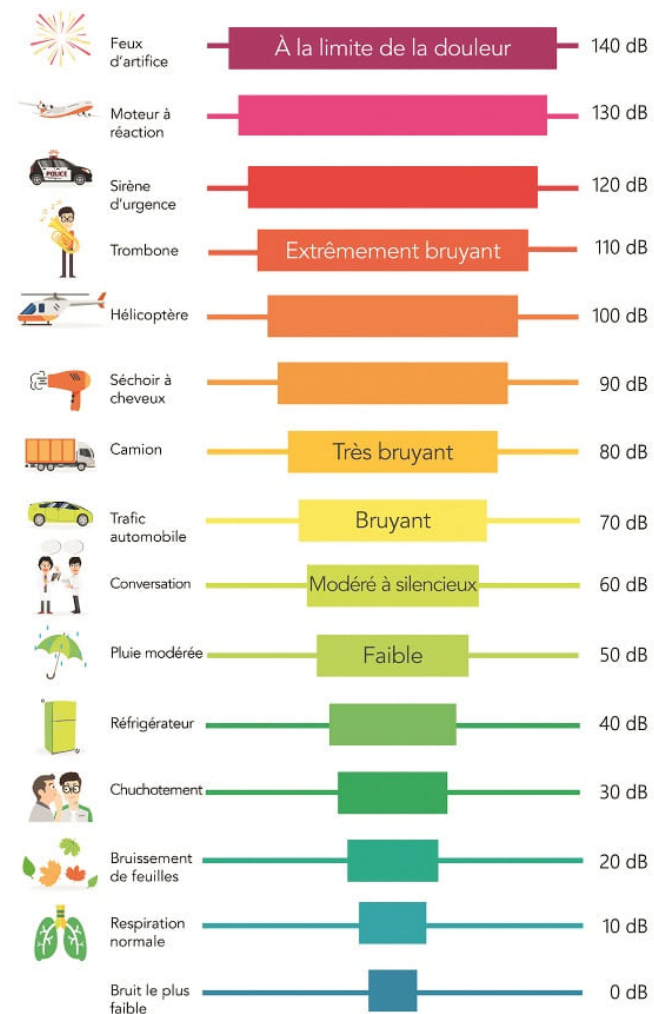 Feux
d'artifice
À la limite de la douleur
140 dB
Moteur à
réaction
130 dB
POLICE
Sirène
d'urgence
120 dB
Trombone
Extrêmement bruyant
110 dB
Hélicoptère
100 dB
Séchoir à
cheveux
90 dB
Camion
Très bruyant
80 dB
Trafic
automobile
Bruyant
70 dB
Conversation
Modéré à silencieux
60 dB
Pluie modérée
Faible
50 dB
Réfrigérateur
40 dB
Chuchotement
30 dB
Bruissement
de feuilles
20 dB
Respiration
normale
10 dB
Bruit le plus
faible
0 dB